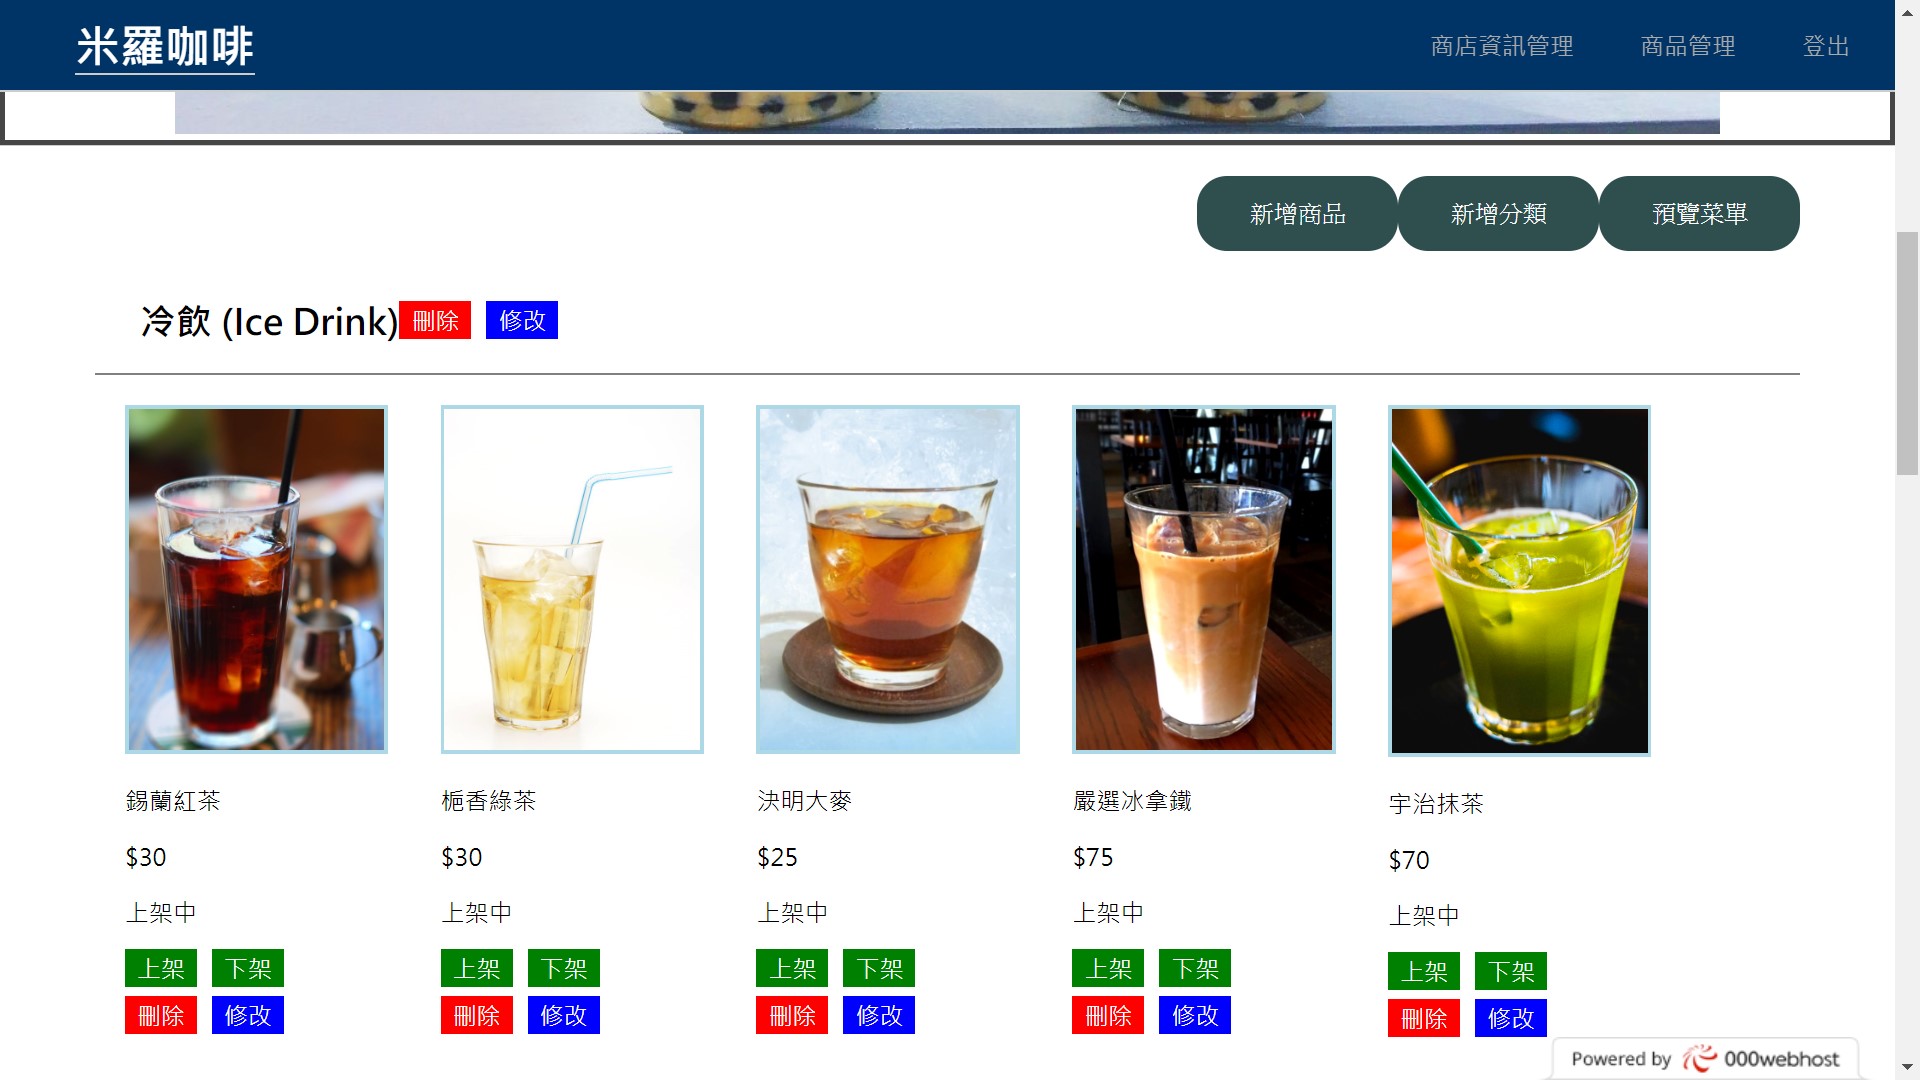 米羅咖啡
商店資訊管理 商品管理 登出
新增商品 新增分類 預覽菜單
冷飲 (Ice Drink) 刪除 修改
錫蘭紅茶 梔香綠茶 決明大麥 嚴選冰拿鐵 宇治抹茶
$30 $30 $25 $75 $70
上架中 上架中 上架中 上架中 上架中
上架 下架 上架 下架 上架 下架 上架 下架 上架 下架
刪除 修改 刪除 修改 刪除 修改 刪除 修改 刪除 修改
Powered by 000webhost